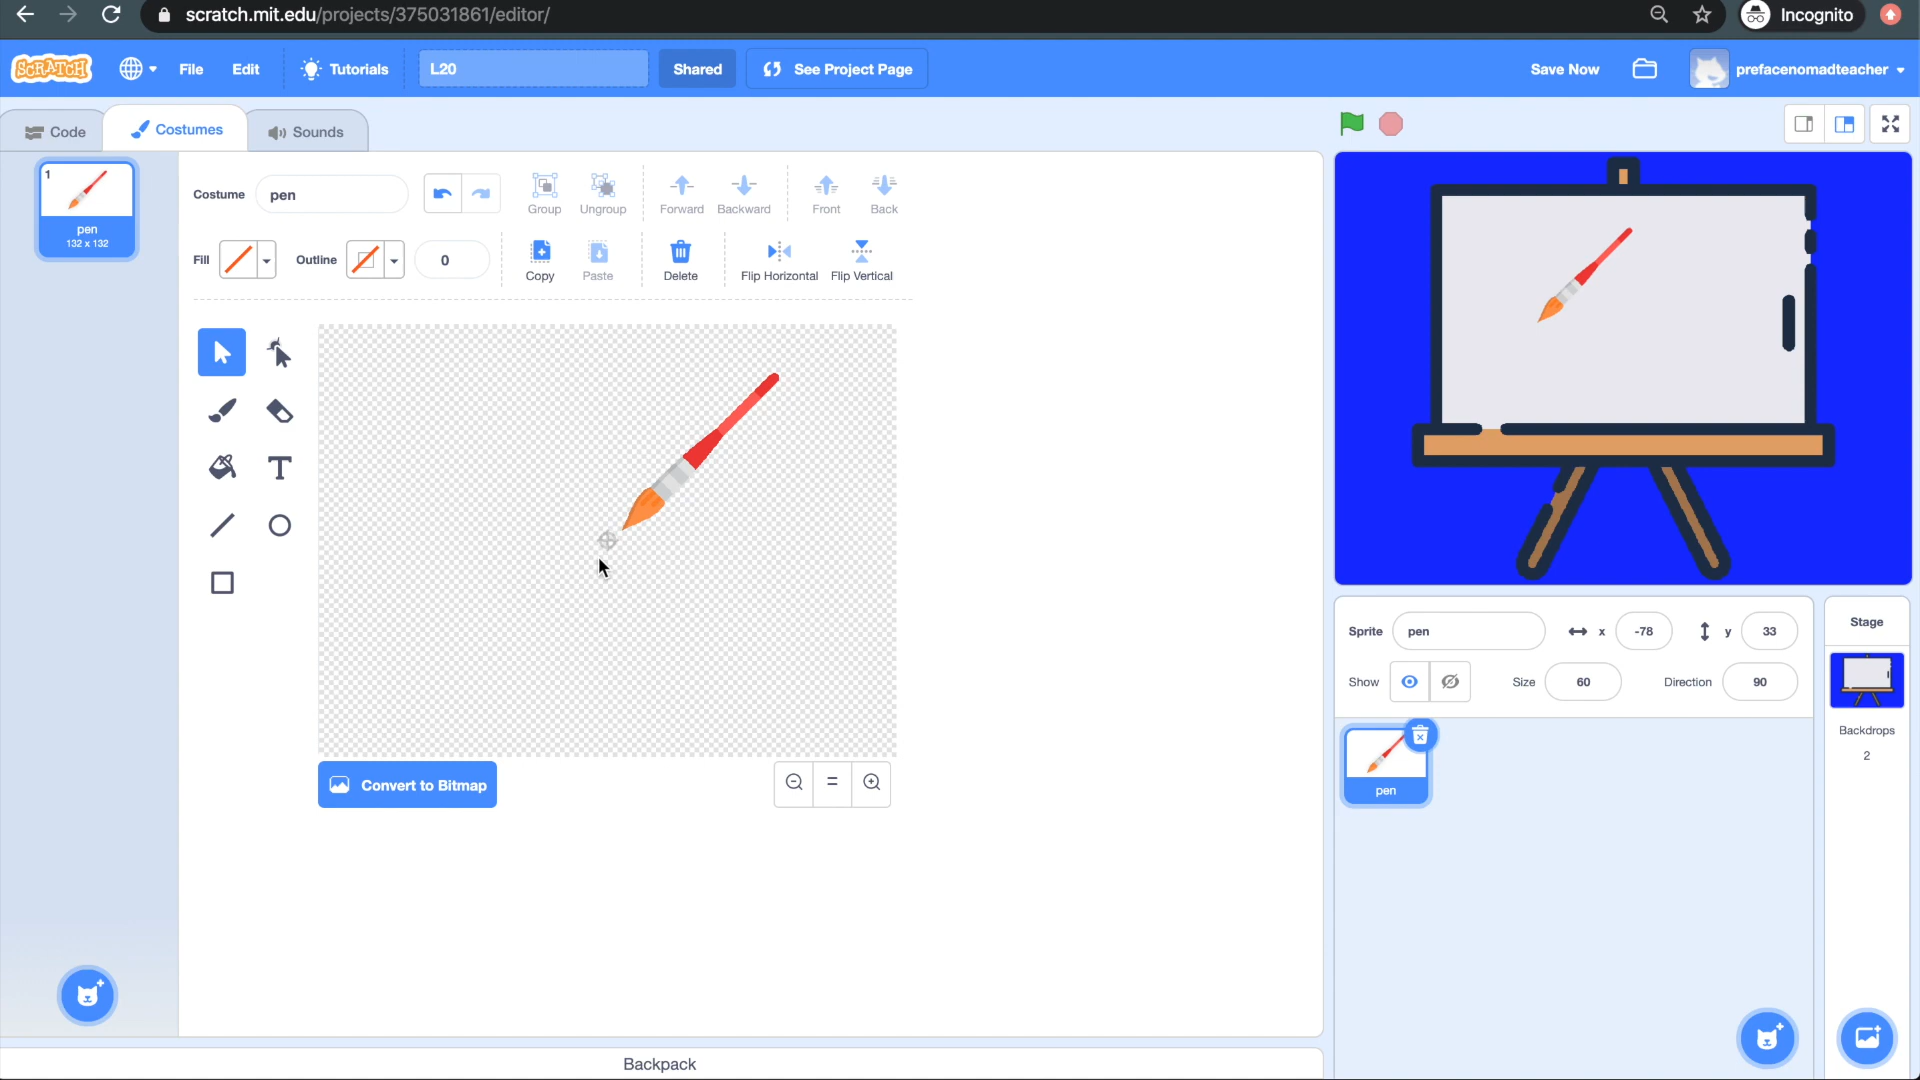 scratch.mit.edu/projects/375031861/editor/
Incognito
SCRATCH
File
Edit
Tutorials
L20
Shared
See Project Page
Save Now
prefacenomadteacher
Code
Costumes
Sounds
1
pen
132 x 132
Costume
pen
Group
Ungroup
Forward
Backward
Front
Back
Fill
Outline
0
Copy
Paste
Delete
Flip Horizontal
Flip Vertical
Convert to Bitmap
Sprite
pen
x
-78
y
33
Show
Size
60
Direction
90
pen
Stage
Backdrops
2
Backpack